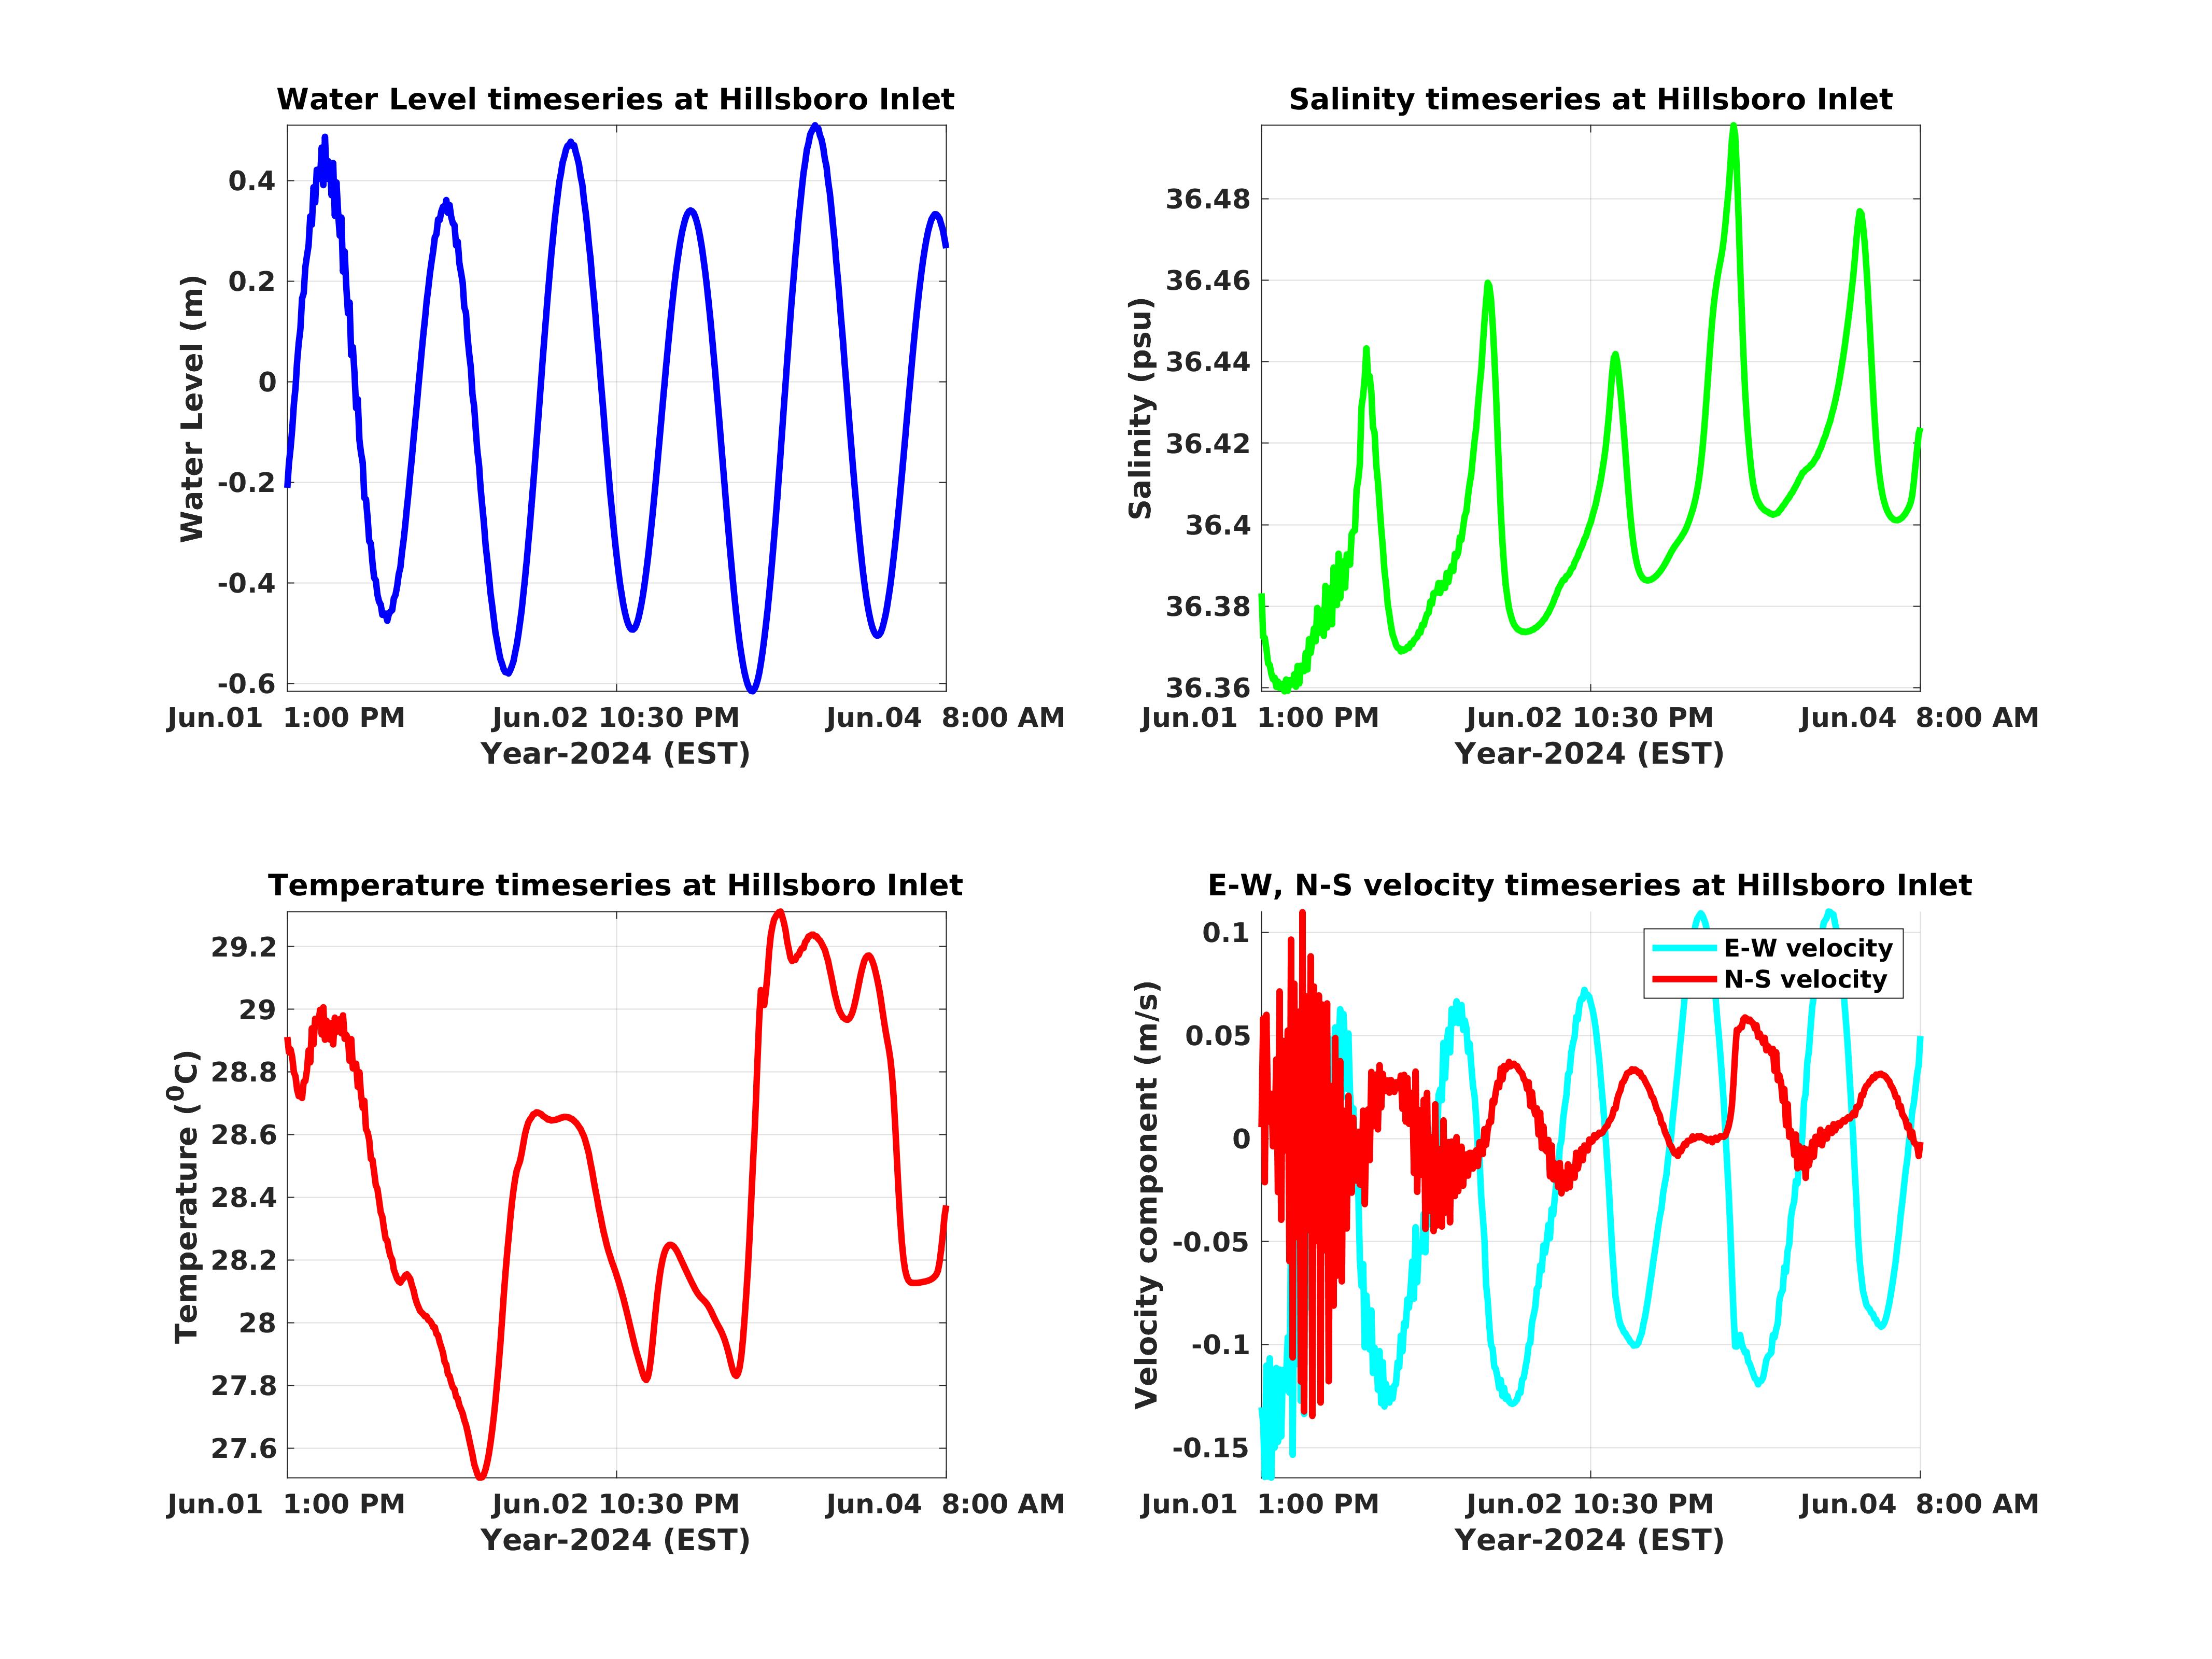 Water Level timeseries at Hillsboro Inlet
Water Level (m)
0.4
0.2
0
-0.2
-0.4
-0.6
Jun.01 1:00 PM
Jun.02 10:30 PM
Jun.04 8:00 AM
Year-2024 (EST)
Salinity timeseries at Hillsboro Inlet
Salinity (psu)
36.48
36.46
36.44
36.42
36.4
36.38
36.36
Jun.01 1:00 PM
Jun.02 10:30 PM
Jun.04 8:00 AM
Year-2024 (EST)
Temperature timeseries at Hillsboro Inlet
Temperature (⁰C)
29.2
29
28.8
28.6
28.4
28.2
28
27.8
27.6
Jun.01 1:00 PM
Jun.02 10:30 PM
Jun.04 8:00 AM
Year-2024 (EST)
E-W, N-S velocity timeseries at Hillsboro Inlet
Velocity component (m/s)
0.1
0.05
0
-0.05
-0.1
-0.15
E-W velocity
N-S velocity
Jun.01 1:00 PM
Jun.02 10:30 PM
Jun.04 8:00 AM
Year-2024 (EST)